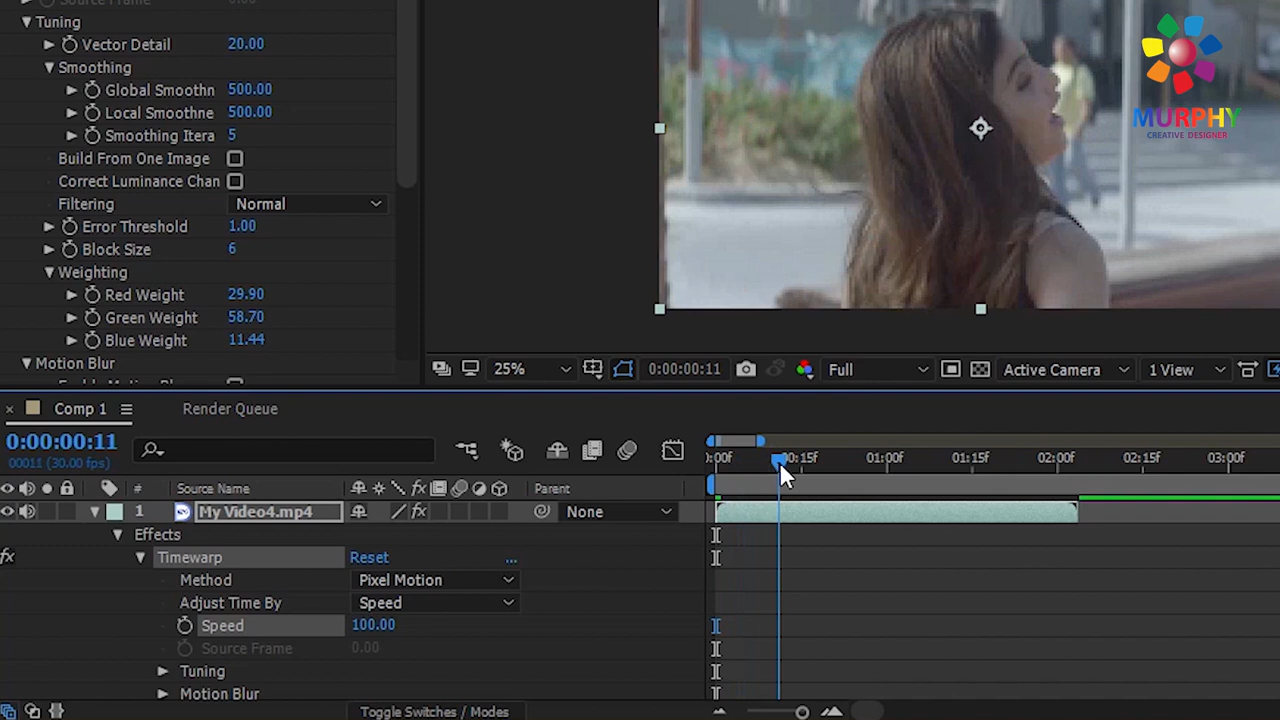 Tuning
Vector Detail 20.00
Smoothing
Global Smoothn 500.00
Local Smoothne 500.00
Smoothing Itera 5
Build From One Image
Correct Luminance Chan
Filtering Normal
Error Threshold 1.00
Block Size 6
Weighting
Red Weight 29.90
Green Weight 58.70
Blue Weight 11.44
Motion Blur
MURPHY
CREATIVE DESIGNER
25% 0:00:00:11 Full Active Camera 1 View
× Comp 1 Render Queue
0:00:00:11
00011 (30.00 fps)
:00f 00:15f 01:00f 01:15f 02:00f 02:15f 03:00f
# Source Name fx Parent
1 My Video4.mp4 fx None
Effects
fx Timewarp Reset ...
Method Pixel Motion
Adjust Time By Speed
Speed 100.00
Source Frame 0.00
Tuning
Motion Blur
Toggle Switches / Modes